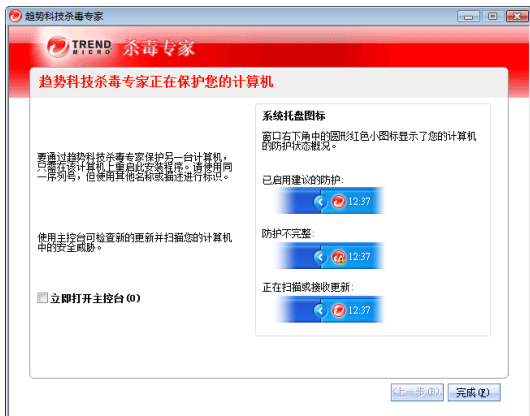 趋势科技杀毒专家
TREND MICRO 杀毒专家
趋势科技杀毒专家正在保护您的计算机
要通过趋势科技杀毒专家保护另一台计算机，
只需在该计算机上重启此安装程序。请使用同
一序列号，但使用其他名称或描述进行标识。
使用主控台可检查新的更新并扫描您的计算机
中的安全威胁。
立即打开主控台(O)
系统托盘图标
窗口右下角中的圆形红色小图标显示了您的计算机
的防护状态概况。
已启用建议的防护:
12:37
防护不完整:
12:37
正在扫描或接收更新:
12:37
<上一步(B)
完成(F)